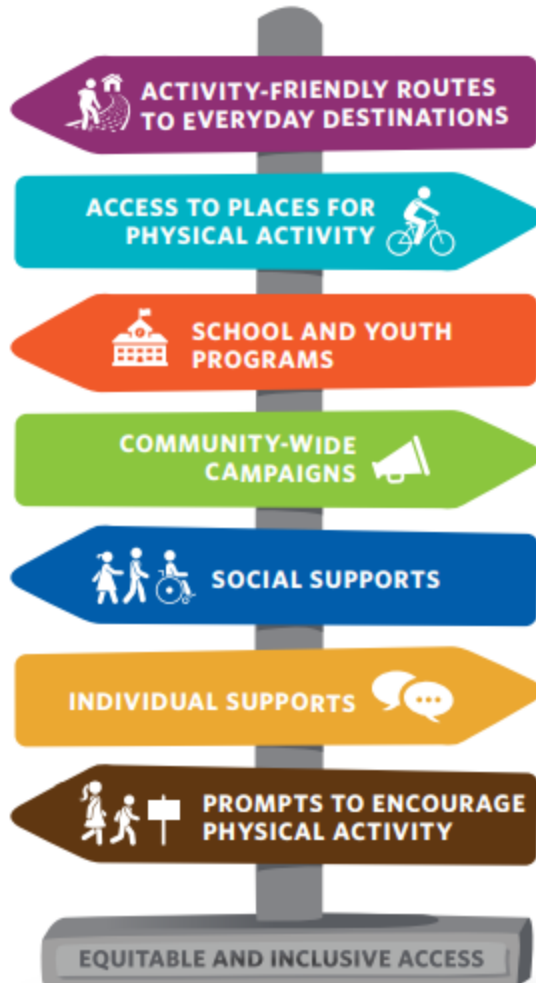 ACTIVITY-FRIENDLY ROUTES
TO EVERYDAY DESTINATIONS
ACCESS TO PLACES FOR
PHYSICAL ACTIVITY
SCHOOL AND YOUTH
PROGRAMS
COMMUNITY-WIDE
CAMPAIGNS
SOCIAL SUPPORTS
INDIVIDUAL SUPPORTS
PROMPTS TO ENCOURAGE
PHYSICAL ACTIVITY
EQUITABLE AND INCLUSIVE ACCESS